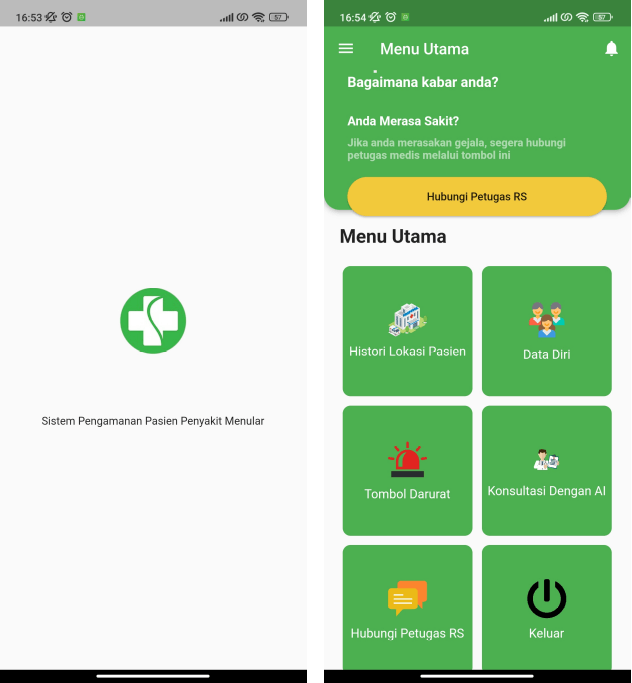 16:53
57
Sistem Pengamanan Pasien Penyakit Menular
16:54
57
Menu Utama
Bagaimana kabar anda?
Anda Merasa Sakit?
Jika anda merasakan gejala, segera hubungi
petugas medis melalui tombol ini
Hubungi Petugas RS
Menu Utama
Histori Lokasi Pasien
Data Diri
Tombol Darurat
Konsultasi Dengan AI
Hubungi Petugas RS
Keluar